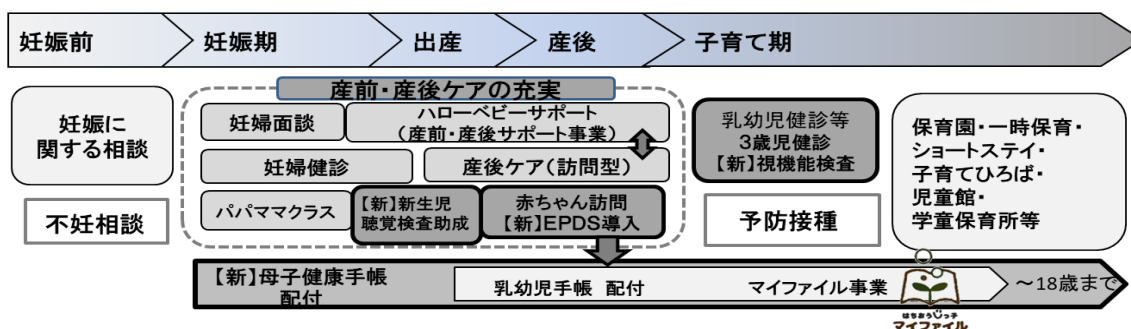 妊娠前
妊娠期
出産
産後
子育て期
産前・産後ケアの充実
妊娠に
関する相談
不妊相談
妊婦面談
ハローベビーサポート
(産前・産後サポート事業)
妊婦健診
産後ケア(訪問型)
パパママクラス
【新】新生児
聴覚検査助成
赤ちゃん訪問
【新】EPDS導入
乳幼児健診等
3歳児健診
【新】視機能検査
予防接種
保育園・一時保育・
ショートステイ・
子育てひろば・
児童館・
学童保育所等
【新】母子健康手帳
配付
乳幼児手帳 配付
マイファイル事業
～18歳まで
はちおうじっ子
マイファイル